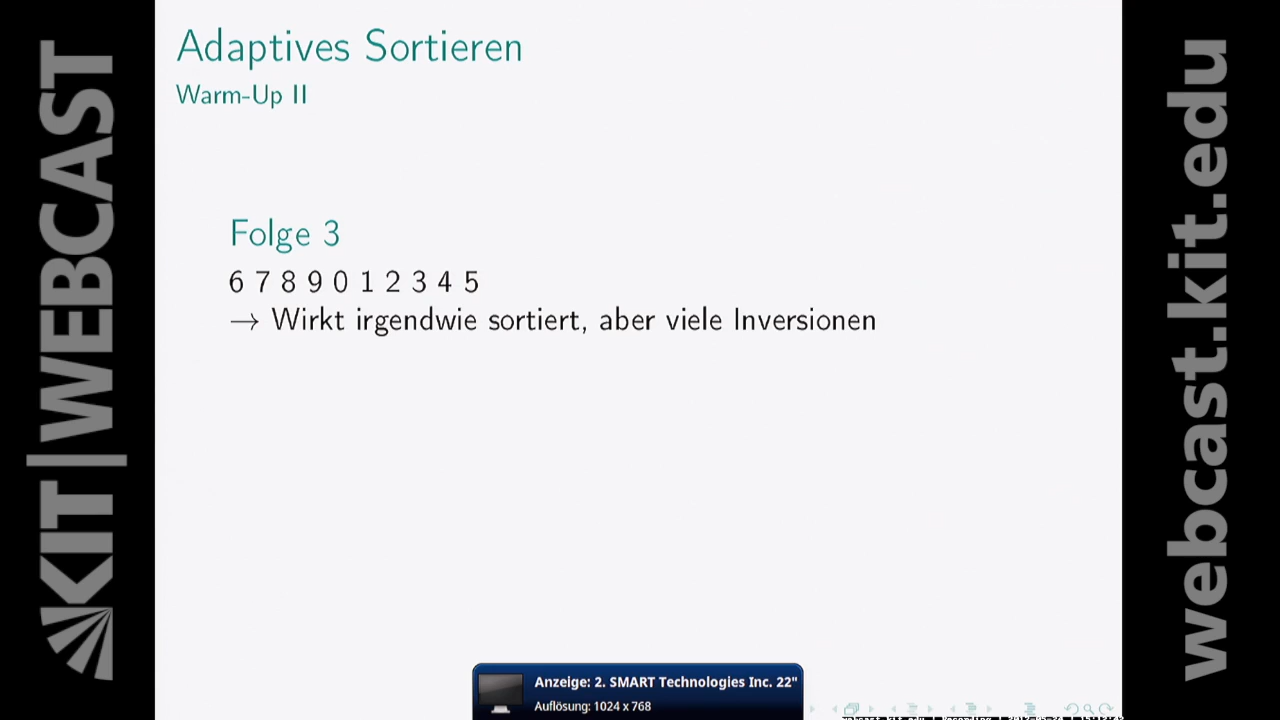 Adaptives Sortieren
Warm-Up II
Folge 3
6 7 8 9 0 1 2 3 4 5
→ Wirkt irgendwie sortiert, aber viele Inversionen
KIT|WEBCAST
webcast.kit.edu
Anzeige: 2. SMART Technologies Inc. 22"
Auflösung: 1024 x 768